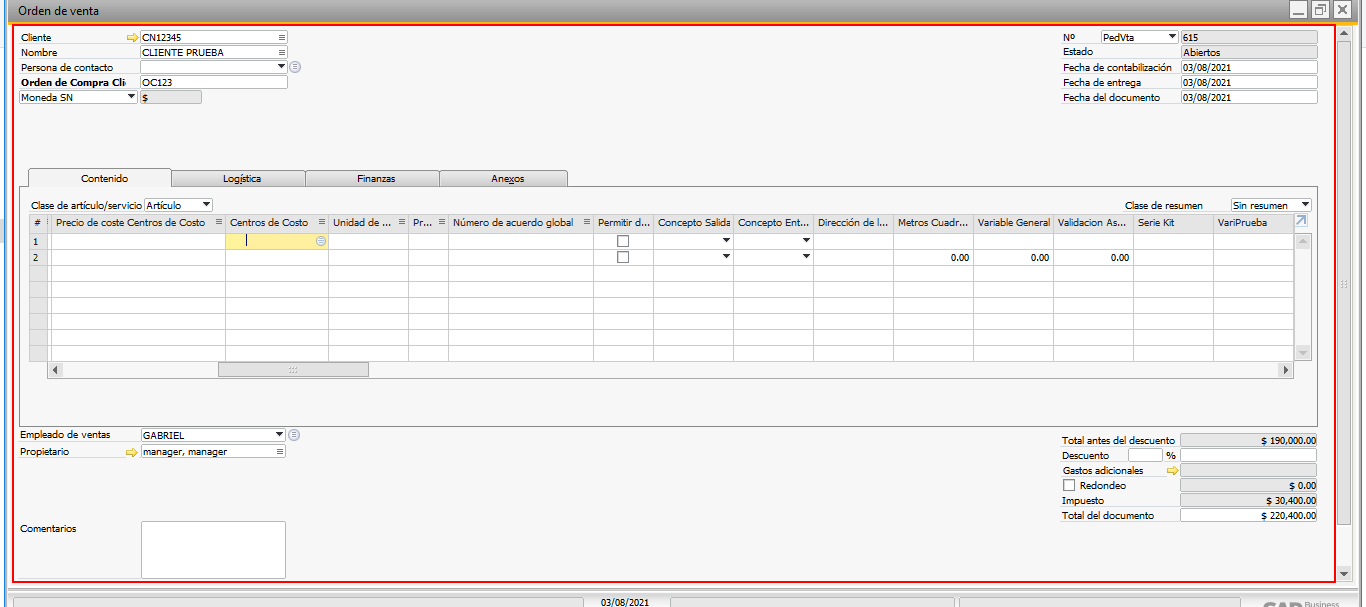 Orden de venta
Cliente CN12345
Nombre CLIENTE PRUEBA
Persona de contacto
Orden de Compra Cli OC123
Moneda SN $
Nº PedVta 615
Estado Abiertos
Fecha de contabilización 03/08/2021
Fecha de entrega 03/08/2021
Fecha del documento 03/08/2021
Contenido Logística Finanzas Anexos
Clase de artículo/servicio Artículo Clase de resumen Sin resumen
# Precio de coste Centros de Costo Centros de Costo Unidad de ... Pr... Número de acuerdo global Permitir d... Concepto Salida Concepto Ent... Dirección de l... Metros Cuadr... Variable General Validacion As... Serie Kit VariPrueba
1
2 0.00 0.00 0.00
Empleado de ventas GABRIEL
Propietario manager, manager
Comentarios
Total antes del descuento $ 190,000.00
Descuento %
Gastos adicionales
Redondeo $ 0.00
Impuesto $ 30,400.00
Total del documento $ 220,400.00
03/08/2021
SAP Business